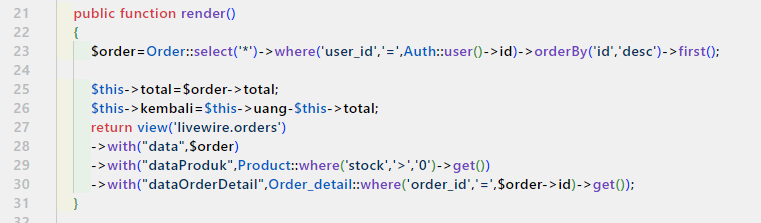 21 public function render()
22 {
23 $order=Order::select('*')->where('user_id','=',Auth::user()->id)->orderBy('id','desc')->first();
24
25 $this->total=$order->total;
26 $this->kembali=$this->uang-$this->total;
27 return view('livewire.orders')
28 ->with("data",$order)
29 ->with("dataProduk",Product::where('stock','>','0')->get())
30 ->with("dataOrderDetail",Order_detail::where('order_id','=',$order->id)->get());
31 }